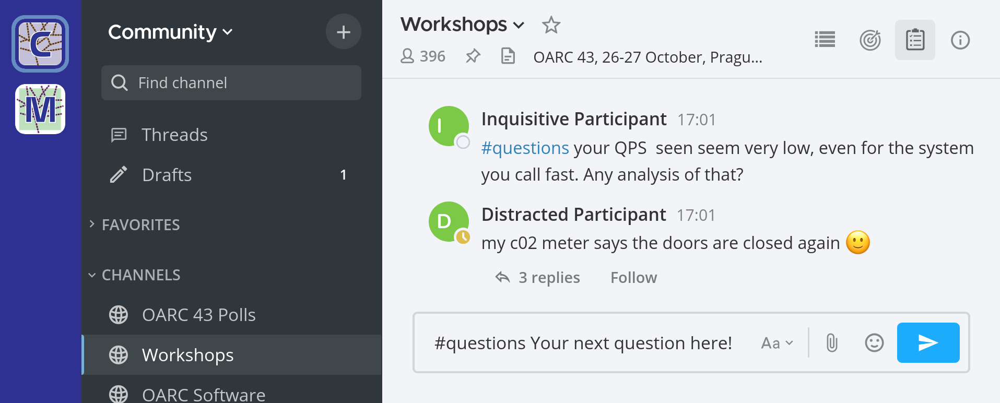 C
M
Community
Find channel
Threads
Drafts 1
FAVORITES
CHANNELS
OARC 43 Polls
Workshops
OARC Software
Workshops
396 OARC 43, 26-27 October, Pragu...
I
Inquisitive Participant 17:01
#questions your QPS  seen seem very low, even for the system
you call fast. Any analysis of that?
D
Distracted Participant 17:01
my c02 meter says the doors are closed again 🙂
3 replies Follow
#questions Your next question here! Aa